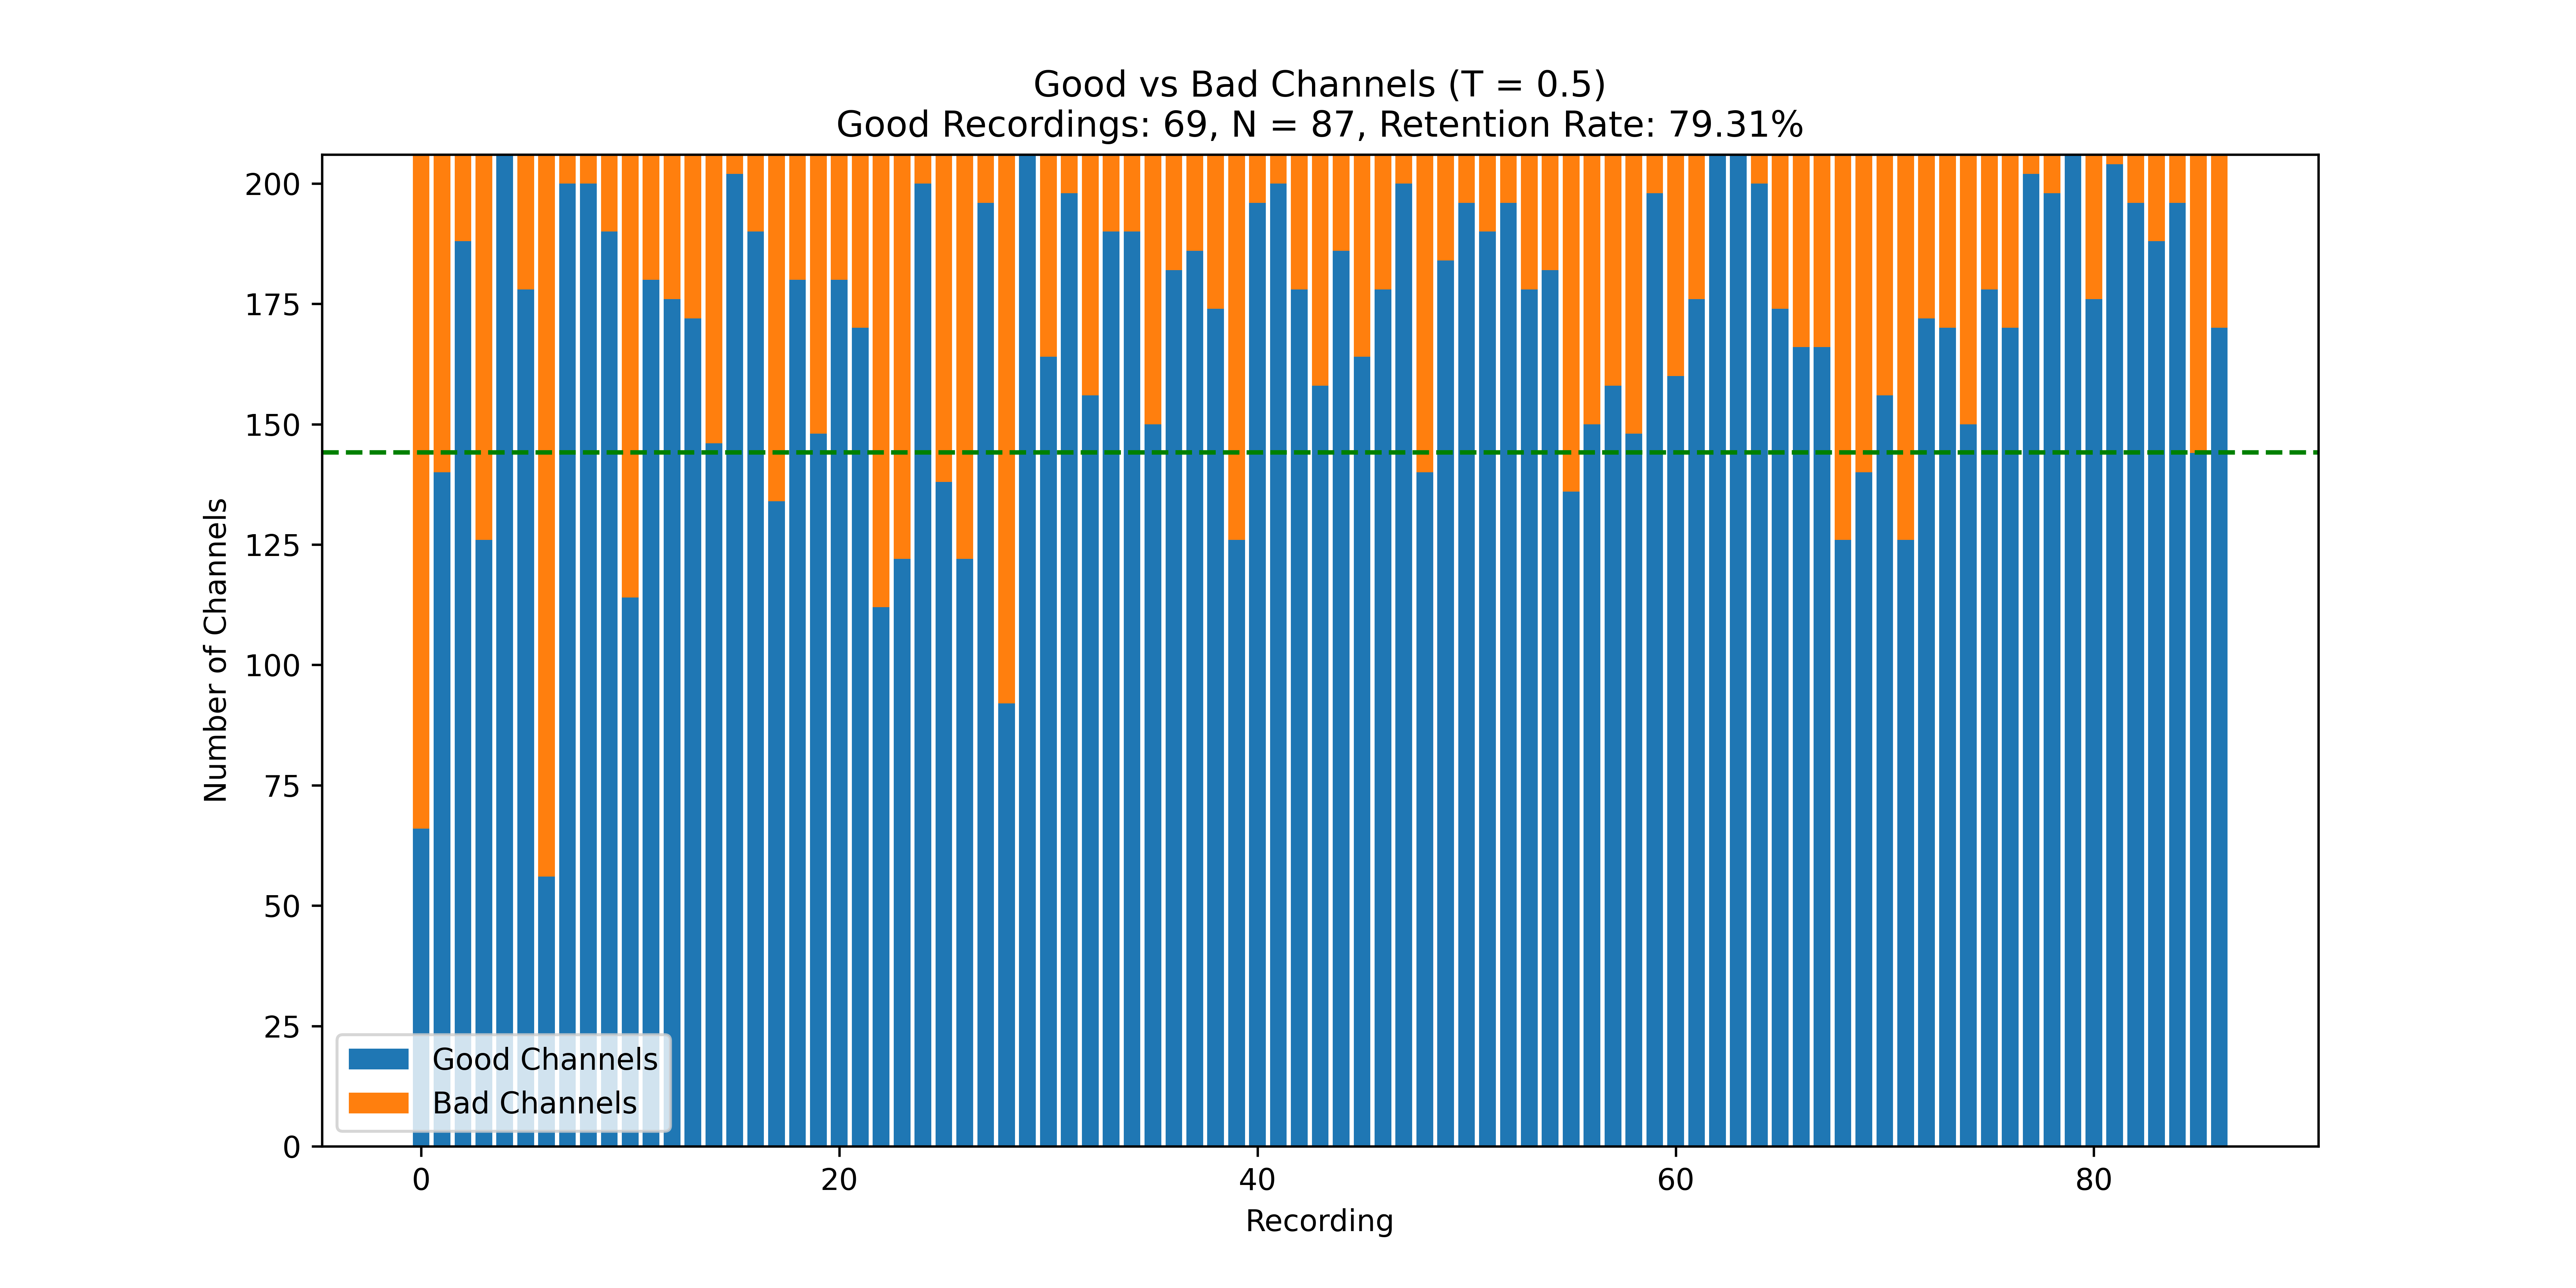 Good vs Bad Channels (T = 0.5)
Good Recordings: 69, N = 87, Retention Rate: 79.31%
Number of Channels
200
175
150
125
100
75
50
25
0
Good Channels
Bad Channels
0
20
40
60
80
Recording